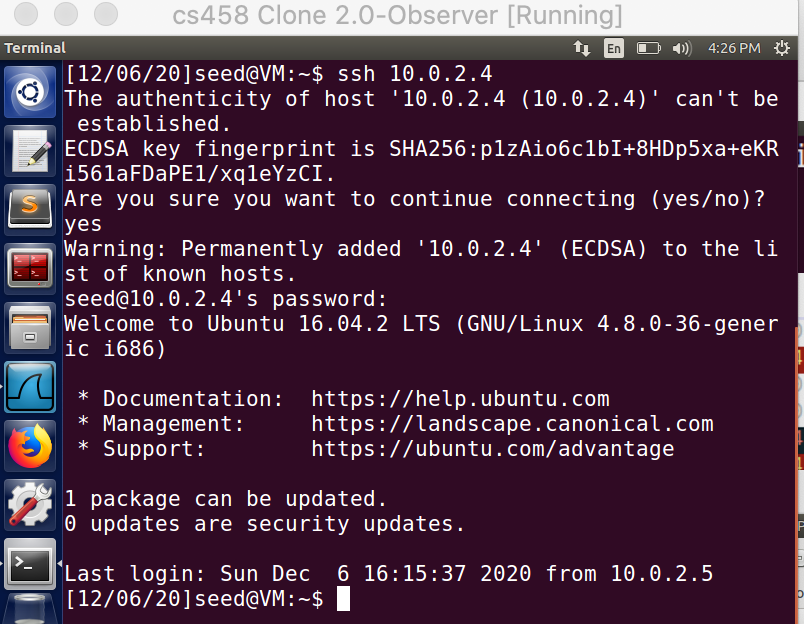 cs458 Clone 2.0-Observer [Running]
Terminal En 4:26 PM
[12/06/20]seed@VM:~$ ssh 10.0.2.4
The authenticity of host '10.0.2.4 (10.0.2.4)' can't be
 established.
ECDSA key fingerprint is SHA256:p1zAio6c1bI+8HDp5xa+eKR
i561aFDaPE1/xq1eYzCI.
Are you sure you want to continue connecting (yes/no)?
yes
Warning: Permanently added '10.0.2.4' (ECDSA) to the li
st of known hosts.
seed@10.0.2.4's password:
Welcome to Ubuntu 16.04.2 LTS (GNU/Linux 4.8.0-36-gener
ic i686)
 * Documentation:  https://help.ubuntu.com
 * Management:     https://landscape.canonical.com
 * Support:        https://ubuntu.com/advantage
1 package can be updated.
0 updates are security updates.
Last login: Sun Dec  6 16:15:37 2020 from 10.0.2.5
[12/06/20]seed@VM:~$